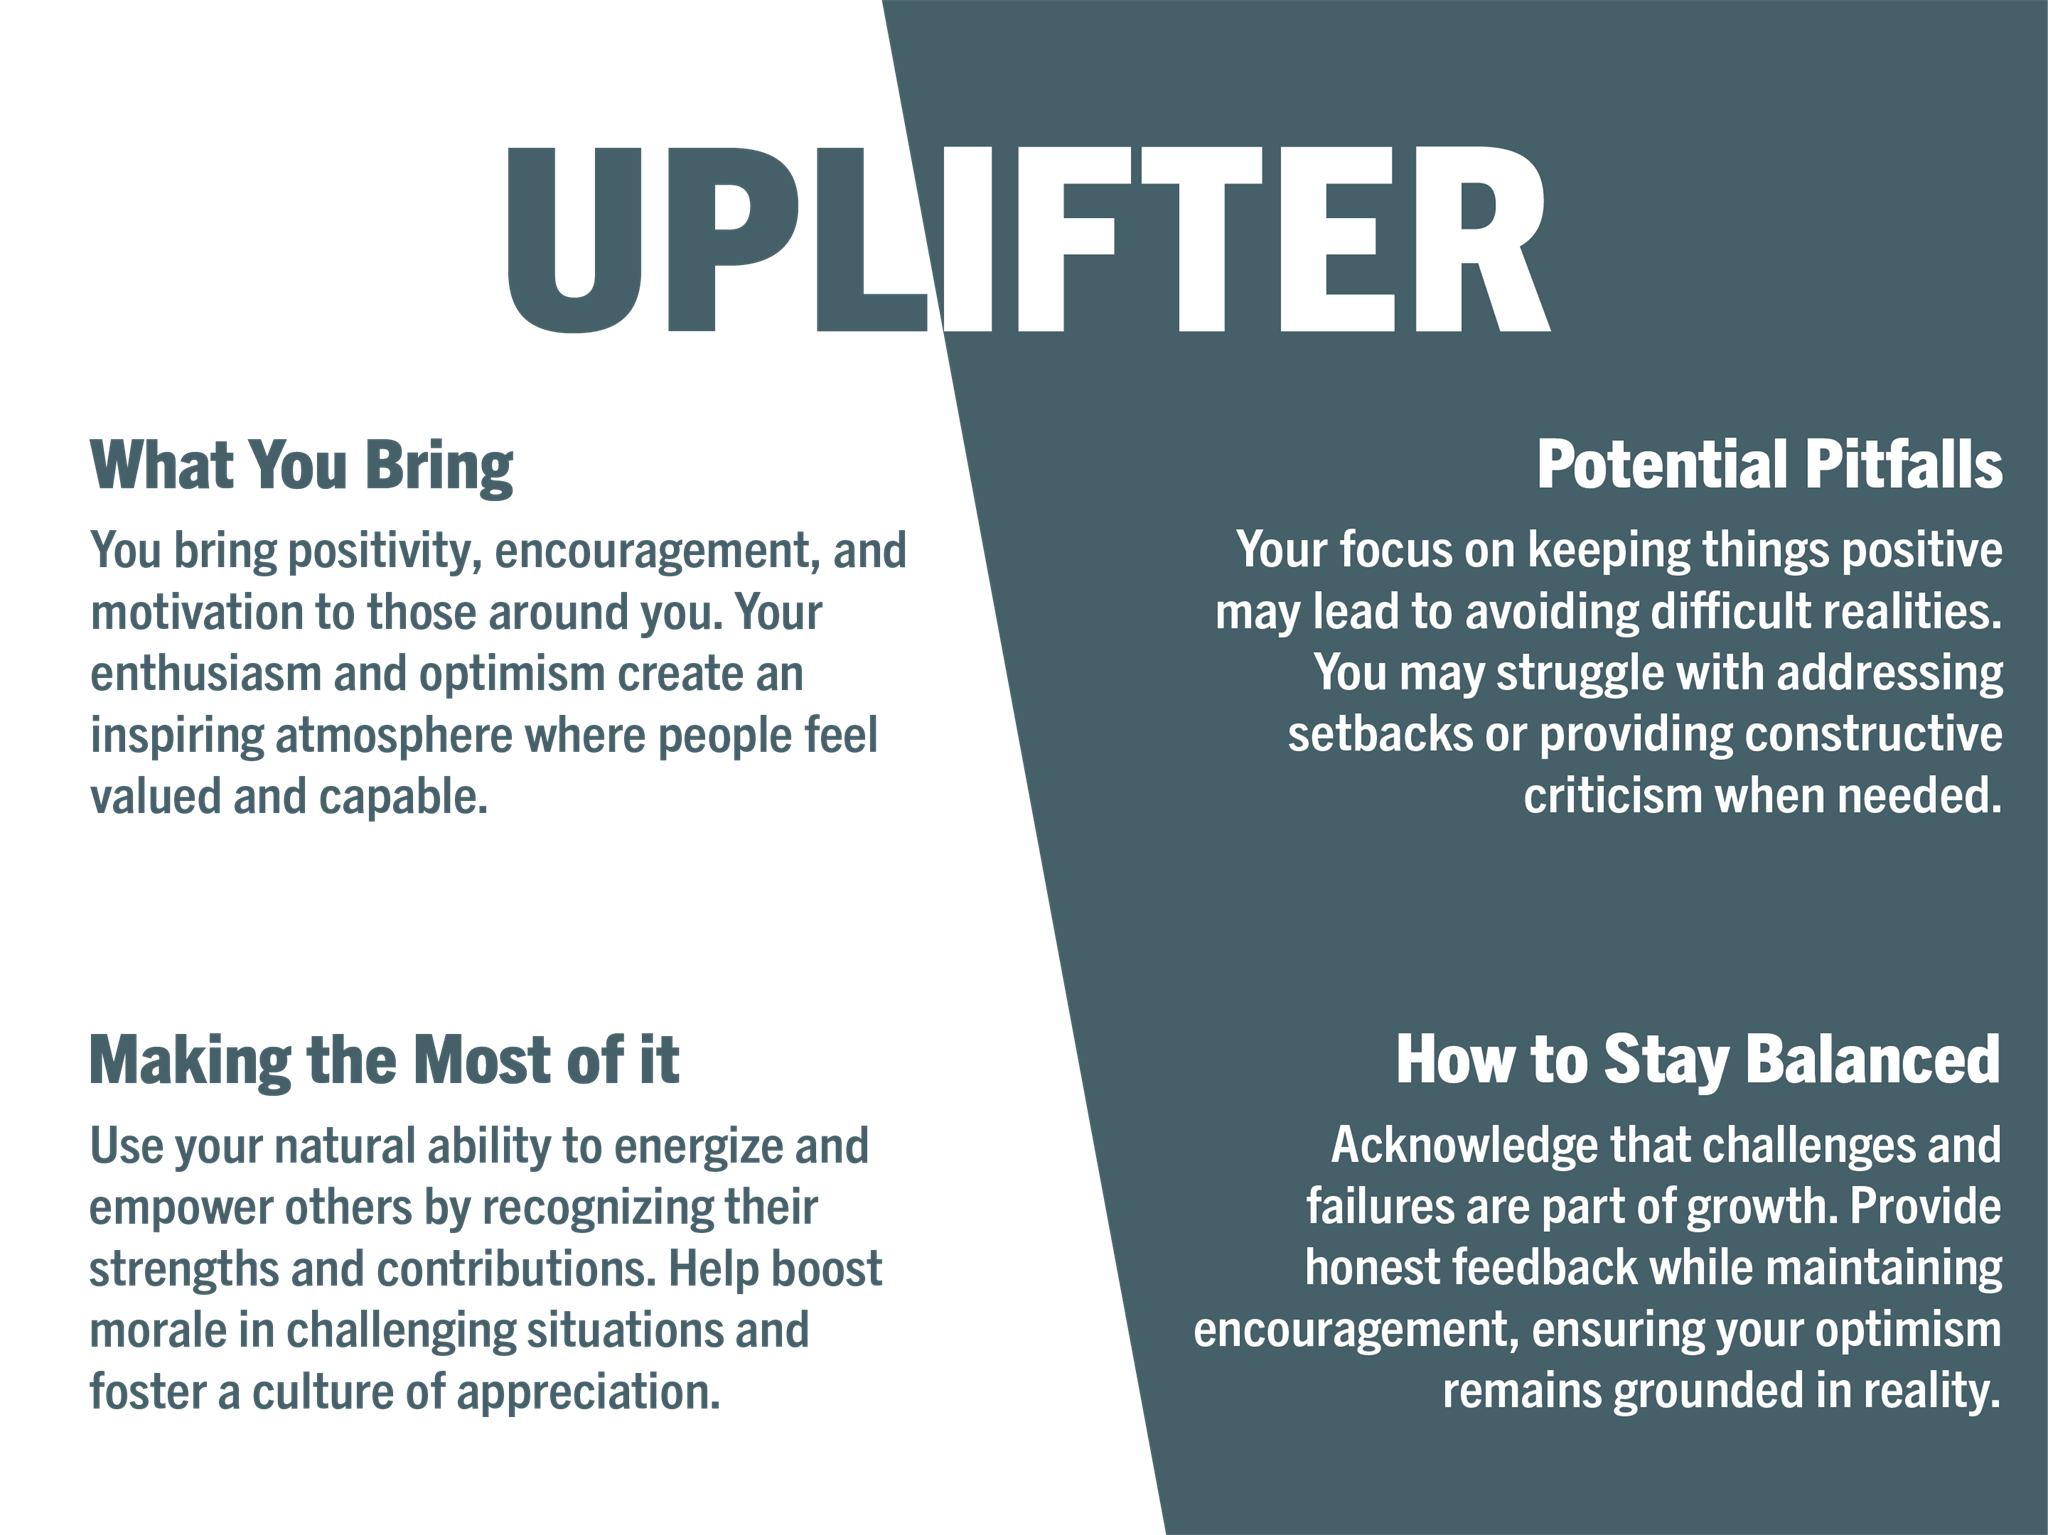 UPLIFTER
What You Bring
You bring positivity, encouragement, and
motivation to those around you. Your
enthusiasm and optimism create an
inspiring atmosphere where people feel
valued and capable.
Potential Pitfalls
Your focus on keeping things positive
may lead to avoiding difficult realities.
You may struggle with addressing
setbacks or providing constructive
criticism when needed.
Making the Most of it
Use your natural ability to energize and
empower others by recognizing their
strengths and contributions. Help boost
morale in challenging situations and
foster a culture of appreciation.
How to Stay Balanced
Acknowledge that challenges and
failures are part of growth. Provide
honest feedback while maintaining
encouragement, ensuring your optimism
remains grounded in reality.